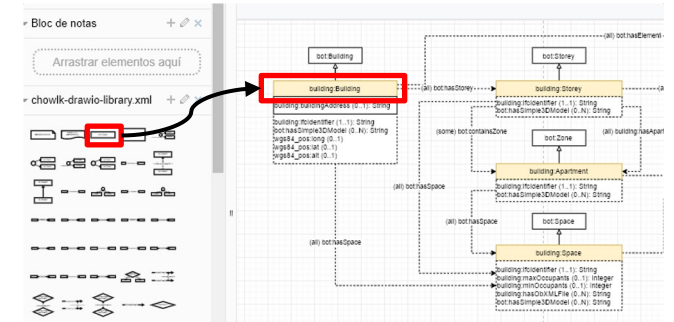 Bloc de notas
Arrastrar elementos aquí
chowlk-drawio-library.xml
bot:Building
building:Building
building:buildingAddress (0..1): String
building:ifcIdentifier (1..1): String
bot:hasSimple3DModel (0..N): String
wgs84_pos:long (0..1)
wgs84_pos:lat (0..1)
wgs84_pos:alt (0..1)
(all) bot:hasElement
(all) bot:hasStorey
bot:Storey
building:Storey
building:ifcIdentifier (1..1): String
bot:hasSimple3DModel (0..N): String
(some) bot:containsZone
(all) building:hasApart
bot:Zone
building:Apartment
building:ifcIdentifier (1..1): String
bot:hasSimple3DModel (0..N): String
(all) bot:hasSpace
(all) bot:hasSpace
(all) bot:hasSpace
bot:Space
building:Space
building:ifcIdentifier (1..1): String
building:maxOccupants (0..1): Integer
building:minOccupants (0..1): Integer
building:hasObXMLFile (0..N): String
bot:hasSimple3DModel (0..N): String